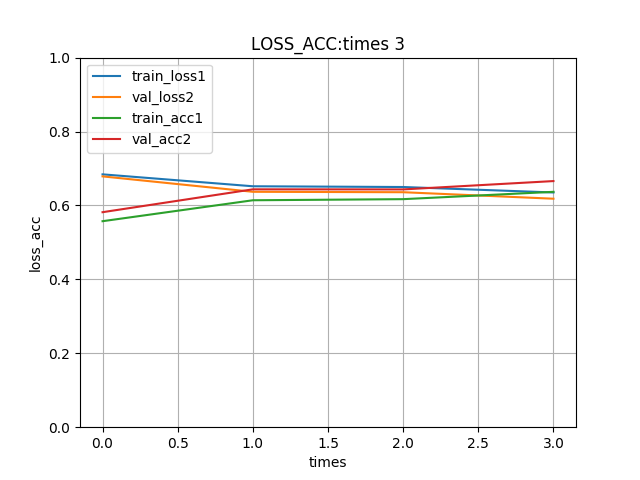 LOSS_ACC:times 3
1.0
0.8
0.6
0.4
0.2
0.0
loss_acc
train_loss1
val_loss2
train_acc1
val_acc2
0.0 0.5 1.0 1.5 2.0 2.5 3.0
times